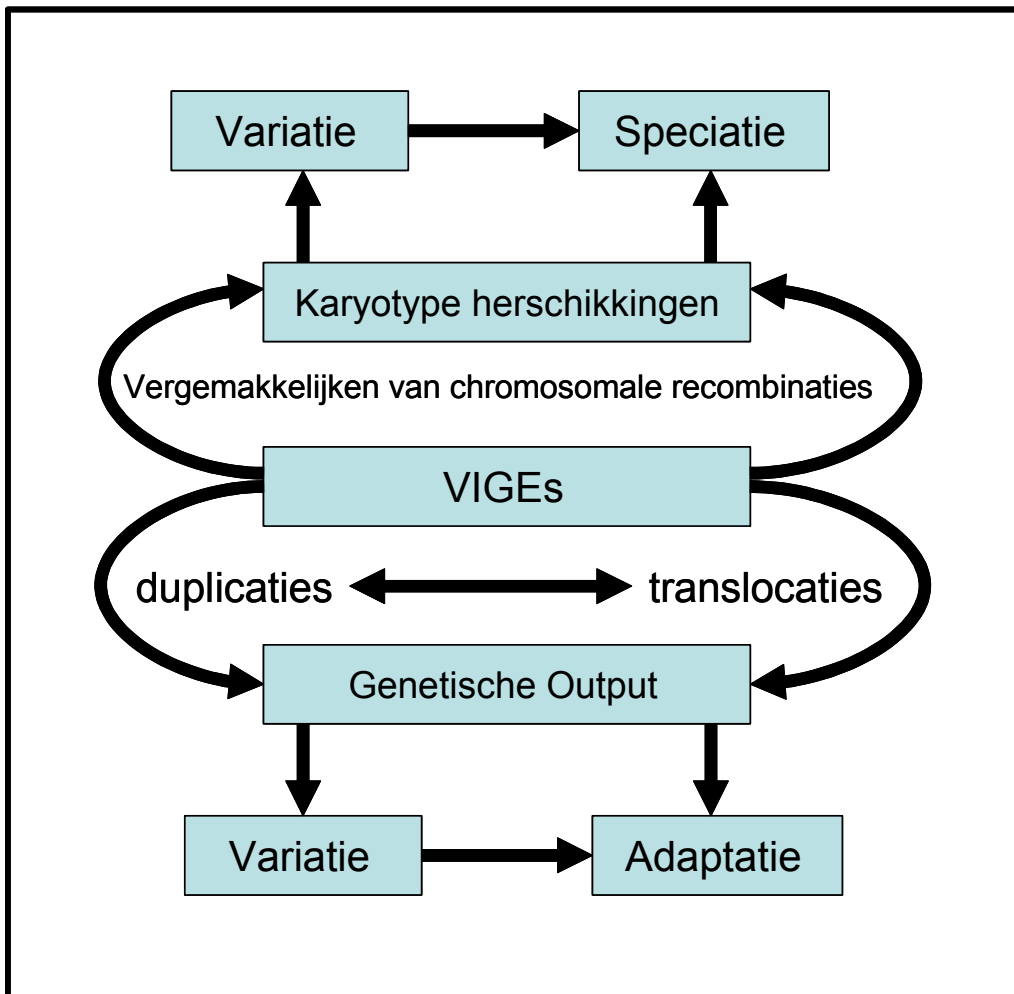 Variatie
Speciatie
Karyotype herschikkingen
Vergemakkelijken van chromosomale recombinaties
VIGEs
duplicaties
translocaties
Genetische Output
Variatie
Adaptatie